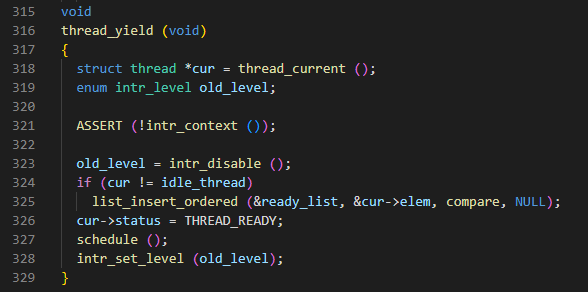 315 void
316 thread_yield (void)
317 {
318   struct thread *cur = thread_current ();
319   enum intr_level old_level;
320
321   ASSERT (!intr_context ());
322
323   old_level = intr_disable ();
324   if (cur != idle_thread)
325     list_insert_ordered (&ready_list, &cur->elem, compare, NULL);
326   cur->status = THREAD_READY;
327   schedule ();
328   intr_set_level (old_level);
329 }